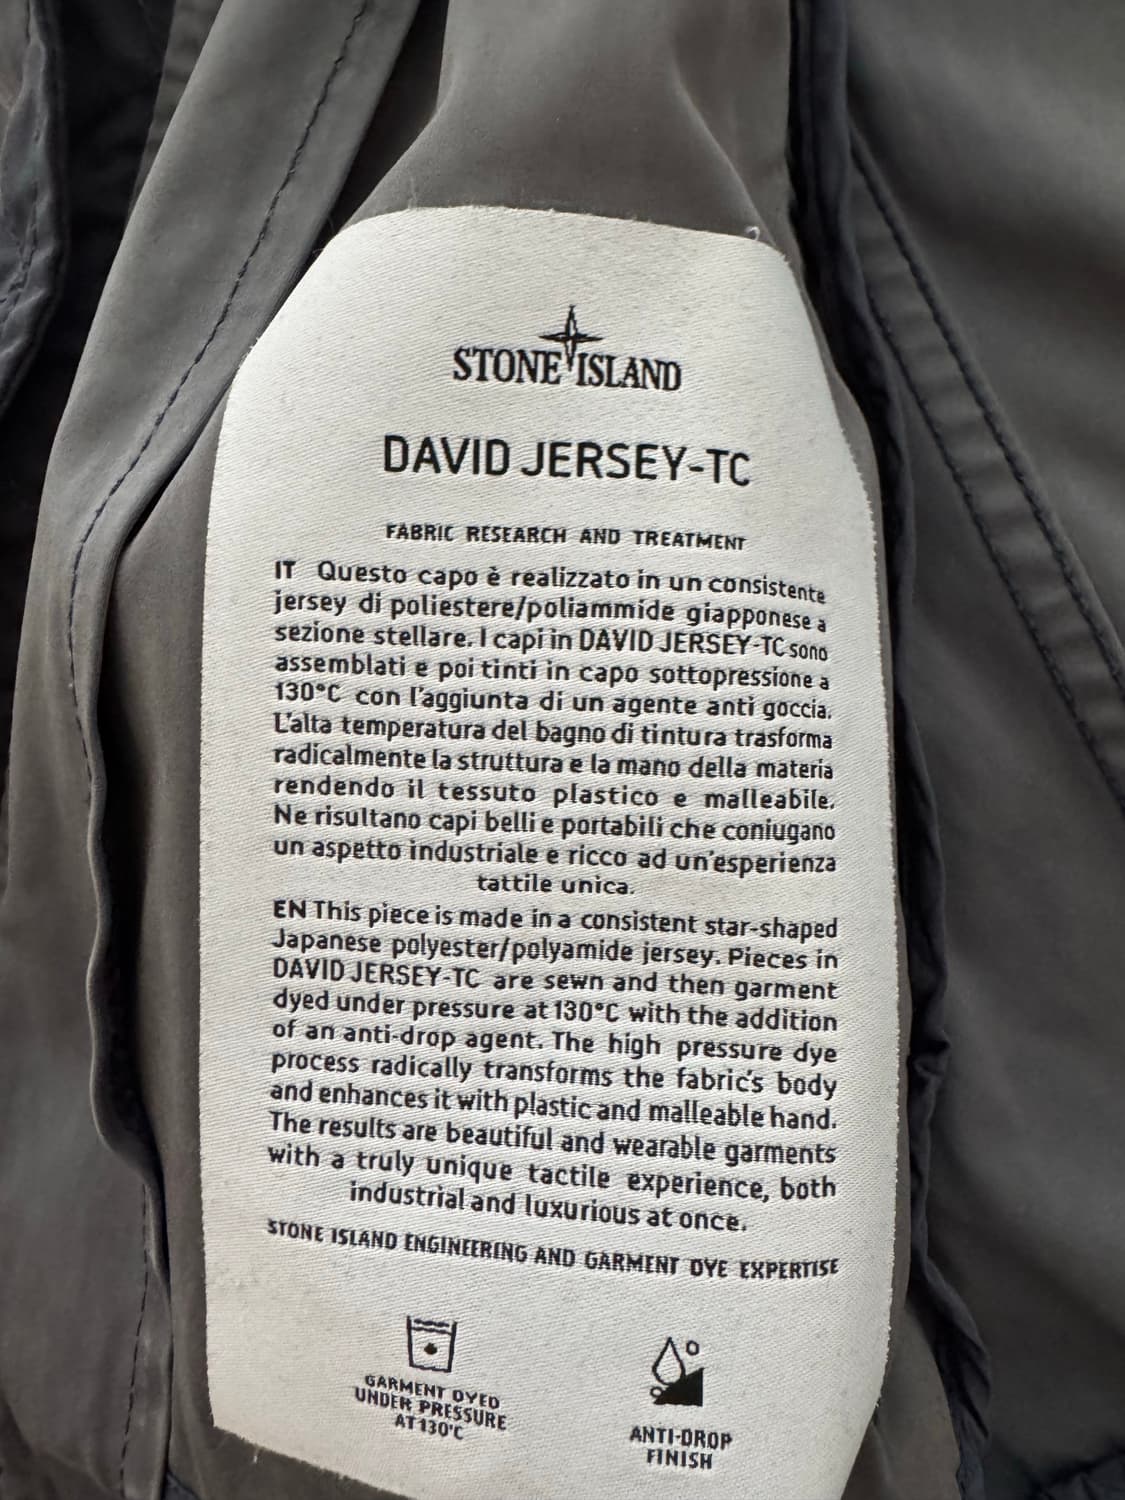 STONE ISLAND
DAVID JERSEY-TC
FABRIC RESEARCH AND TREATMENT
IT Questo capo è realizzato in un consistente
jersey di poliestere/poliammide giapponese a
sezione stellare. I capi in DAVID JERSEY-TC sono
assemblati e poi tinti in capo sottopressione a
130°C con l'aggiunta di un agente anti goccia.
L'alta temperatura del bagno di tintura trasforma
radicalmente la struttura e la mano della materia
rendendo il tessuto plastico e malleabile.
Ne risultano capi belli e portabili che coniugano
un aspetto industriale e ricco ad un'esperienza
tattile unica.
EN This piece is made in a consistent star-shaped
Japanese polyester/polyamide jersey. Pieces in
DAVID JERSEY-TC are sewn and then garment
dyed under pressure at 130°C with the addition
of an anti-drop agent. The high pressure dye
process radically transforms the fabric's body
and enhances it with plastic and malleable hand.
The results are beautiful and wearable garments
with a truly unique tactile experience, both
industrial and luxurious at once.
STONE ISLAND ENGINEERING AND GARMENT DYE EXPERTISE
GARMENT DYED
UNDER PRESSURE
AT 130°C
ANTI-DROP
FINISH